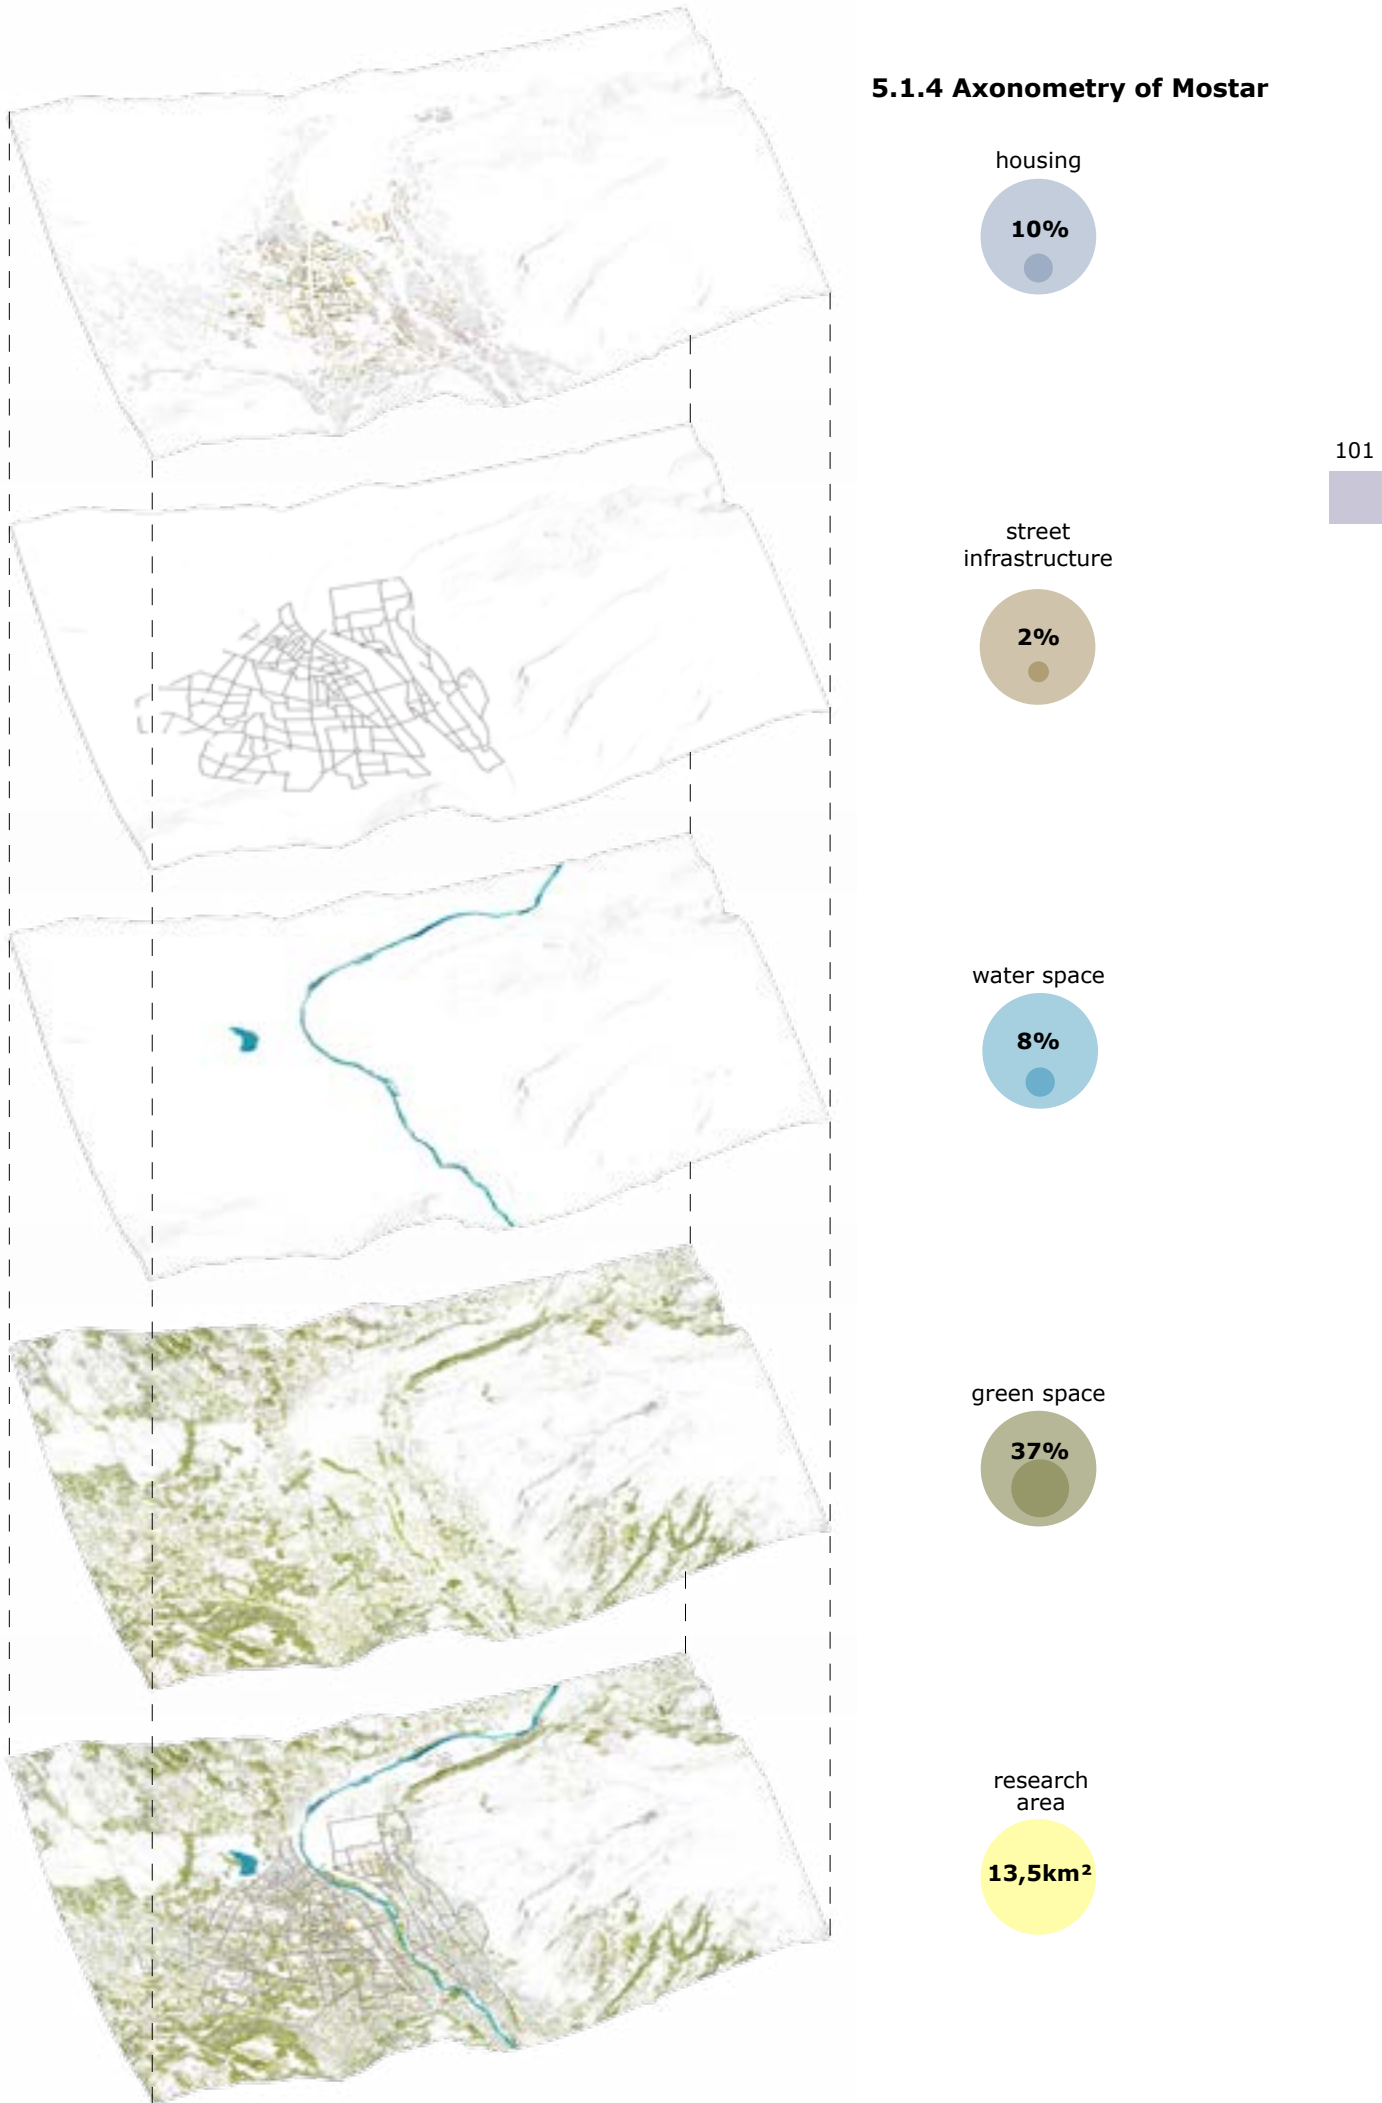 5.1.4 Axonometry of Mostar
housing
10%
101
street
infrastructure
2%
water space
8%
green space
37%
research
area
13,5km²